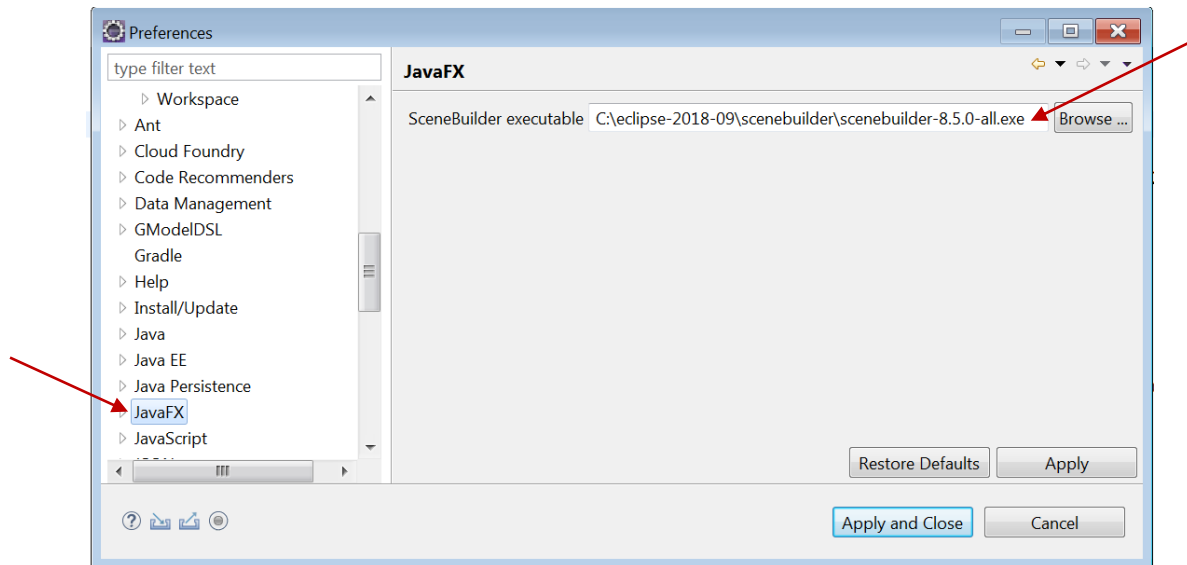 Preferences
type filter text
Workspace
Ant
Cloud Foundry
Code Recommenders
Data Management
GModelDSL
Gradle
Help
Install/Update
Java
Java EE
Java Persistence
JavaFX
JavaScript
JavaFX
SceneBuilder executable C:\eclipse-2018-09\scenebuilder\scenebuilder-8.5.0-all.exe Browse ...
Restore Defaults Apply
Apply and Close Cancel